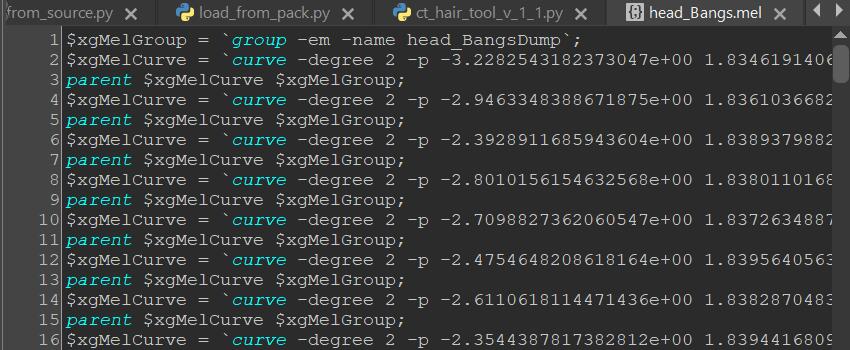 from_source.py load_from_pack.py ct_hair_tool_v_1_1.py head_Bangs.mel
1 $xgMelGroup = `group -em -name head_BangsDump`;
2 $xgMelCurve = `curve -degree 2 -p -3.2282543182373047e+00 1.8346191406
3 parent $xgMelCurve $xgMelGroup;
4 $xgMelCurve = `curve -degree 2 -p -2.9463348388671875e+00 1.8361036682
5 parent $xgMelCurve $xgMelGroup;
6 $xgMelCurve = `curve -degree 2 -p -2.3928911685943604e+00 1.8389379882
7 parent $xgMelCurve $xgMelGroup;
8 $xgMelCurve = `curve -degree 2 -p -2.8010156154632568e+00 1.8380110168
9 parent $xgMelCurve $xgMelGroup;
10 $xgMelCurve = `curve -degree 2 -p -2.7098827362060547e+00 1.8372634887
11 parent $xgMelCurve $xgMelGroup;
12 $xgMelCurve = `curve -degree 2 -p -2.4754648208618164e+00 1.8395640563
13 parent $xgMelCurve $xgMelGroup;
14 $xgMelCurve = `curve -degree 2 -p -2.6110618114471436e+00 1.8382870483
15 parent $xgMelCurve $xgMelGroup;
16 $xgMelCurve = `curve -degree 2 -p -2.3544387817382812e+00 1.8394416809